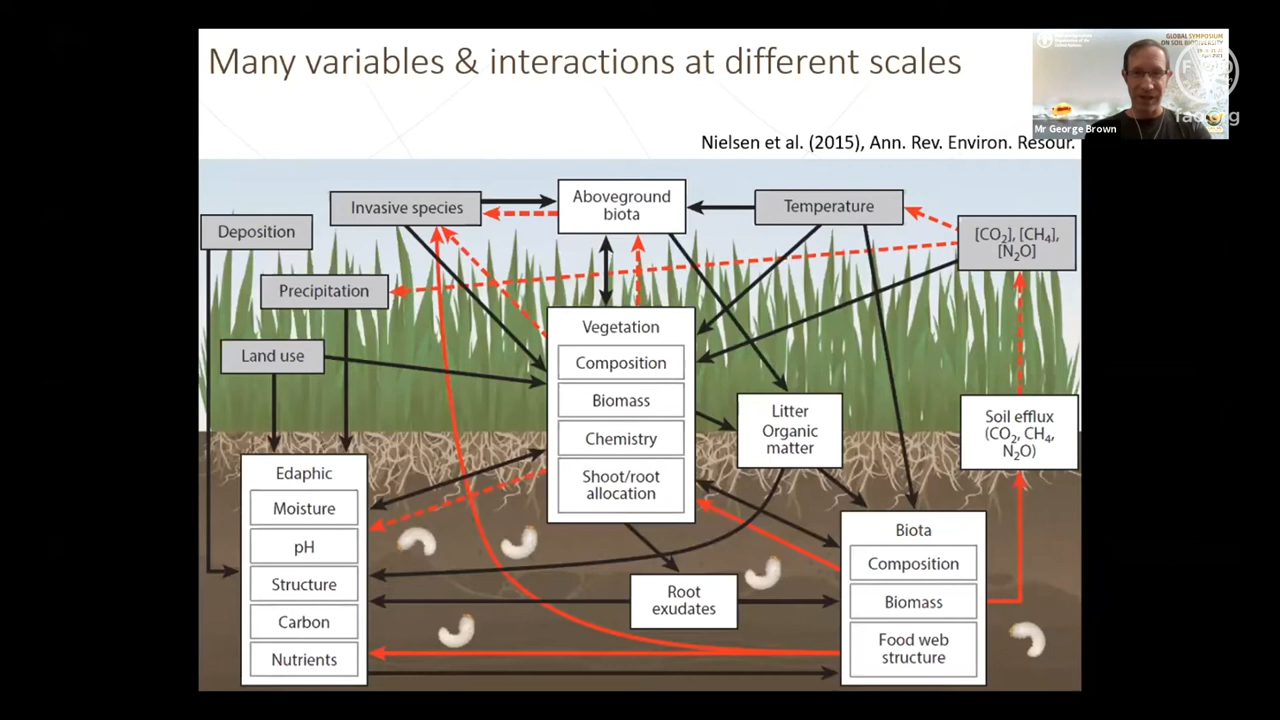 Many variables & interactions at different scales
GLOBAL SYMPOSIUM
ON SOIL BIODIVERSITY
fao.org
Mr George Brown
Nielsen et al. (2015), Ann. Rev. Environ. Resour.
Invasive species
Aboveground
biota
Temperature
Deposition
[CO₂], [CH₄],
[N₂O]
Precipitation
Land use
Vegetation
Composition
Biomass
Chemistry
Shoot/root
allocation
Litter
Organic
matter
Soil efflux
(CO₂, CH₄,
N₂O)
Edaphic
Moisture
pH
Structure
Carbon
Nutrients
Root
exudates
Biota
Composition
Biomass
Food web
structure